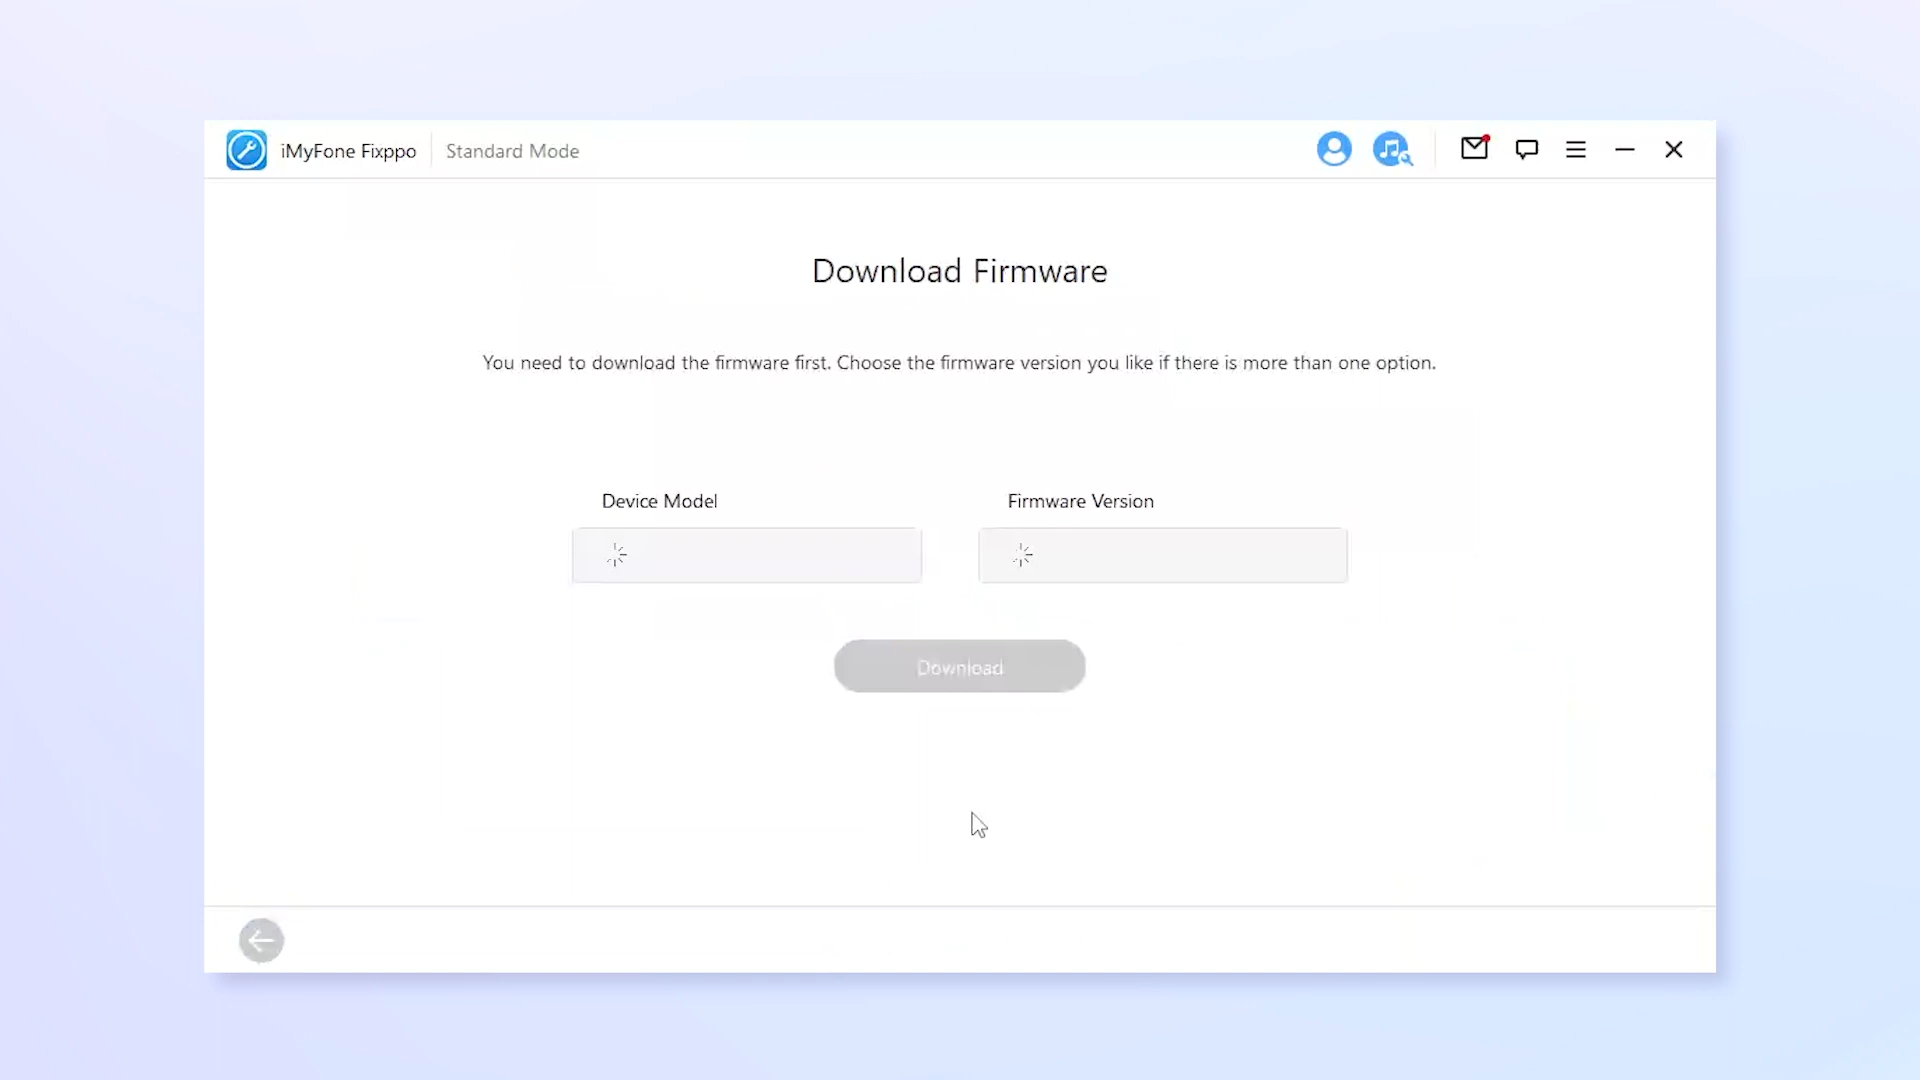 iMyFone Fixppo
Standard Mode
Download Firmware
You need to download the firmware first. Choose the firmware version you like if there is more than one option.
Device Model
Firmware Version
Download